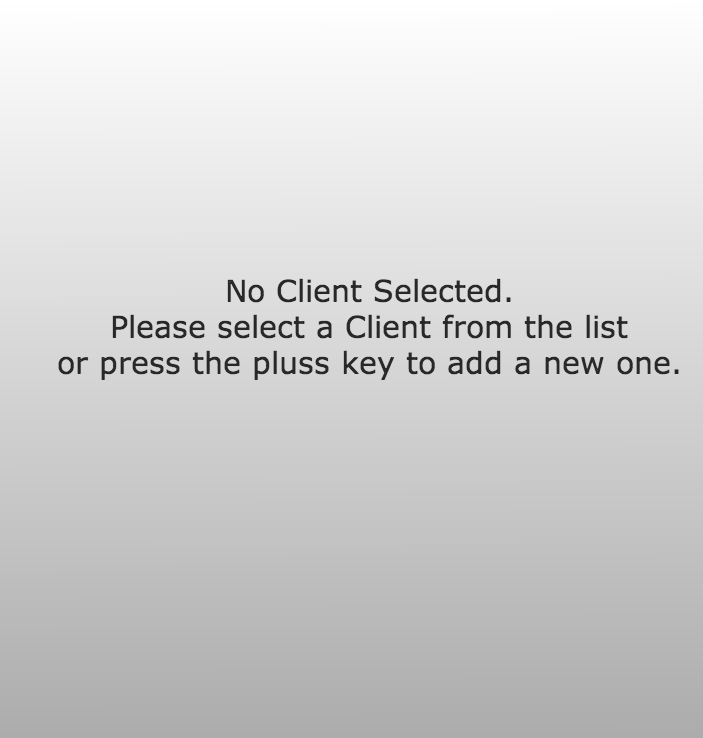 No Client Selected.
Please select a Client from the list
or press the pluss key to add a new one.